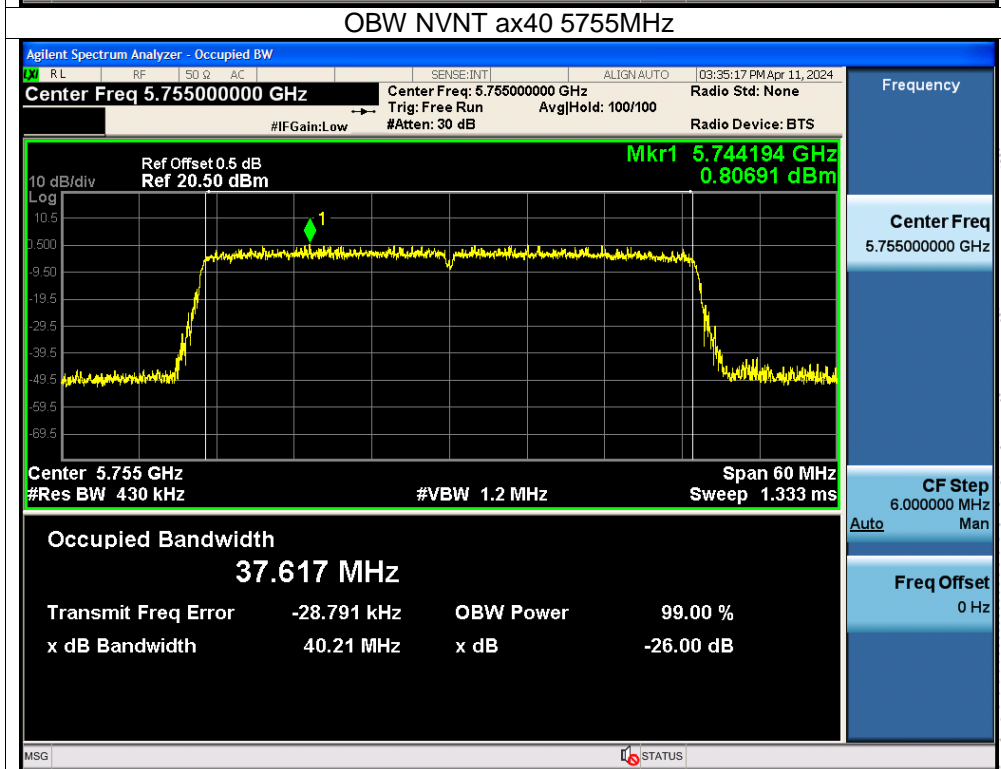 OBW NVNT ax40 5755MHz
Agilent Spectrum Analyzer - Occupied BW
LXI RL RF 50 Ω AC SENSE:INT ALIGN AUTO 03:35:17 PM Apr 11, 2024
Center Freq 5.755000000 GHz Center Freq: 5.755000000 GHz Radio Std: None
Trig: Free Run Avg|Hold: 100/100
#IFGain:Low #Atten: 30 dB Radio Device: BTS
Ref Offset 0.5 dB Mkr1 5.744194 GHz
10 dB/div Ref 20.50 dBm 0.80691 dBm
Log
10.5
0.500
-9.50
-19.5
-29.5
-39.5
-49.5
-59.5
-69.5
1
Center 5.755 GHz Span 60 MHz
#Res BW 430 kHz #VBW 1.2 MHz Sweep 1.333 ms
Occupied Bandwidth
37.617 MHz
Transmit Freq Error -28.791 kHz OBW Power 99.00 %
x dB Bandwidth 40.21 MHz x dB -26.00 dB
Frequency
Center Freq
5.755000000 GHz
CF Step
6.000000 MHz
Auto Man
Freq Offset
0 Hz
MSG STATUS